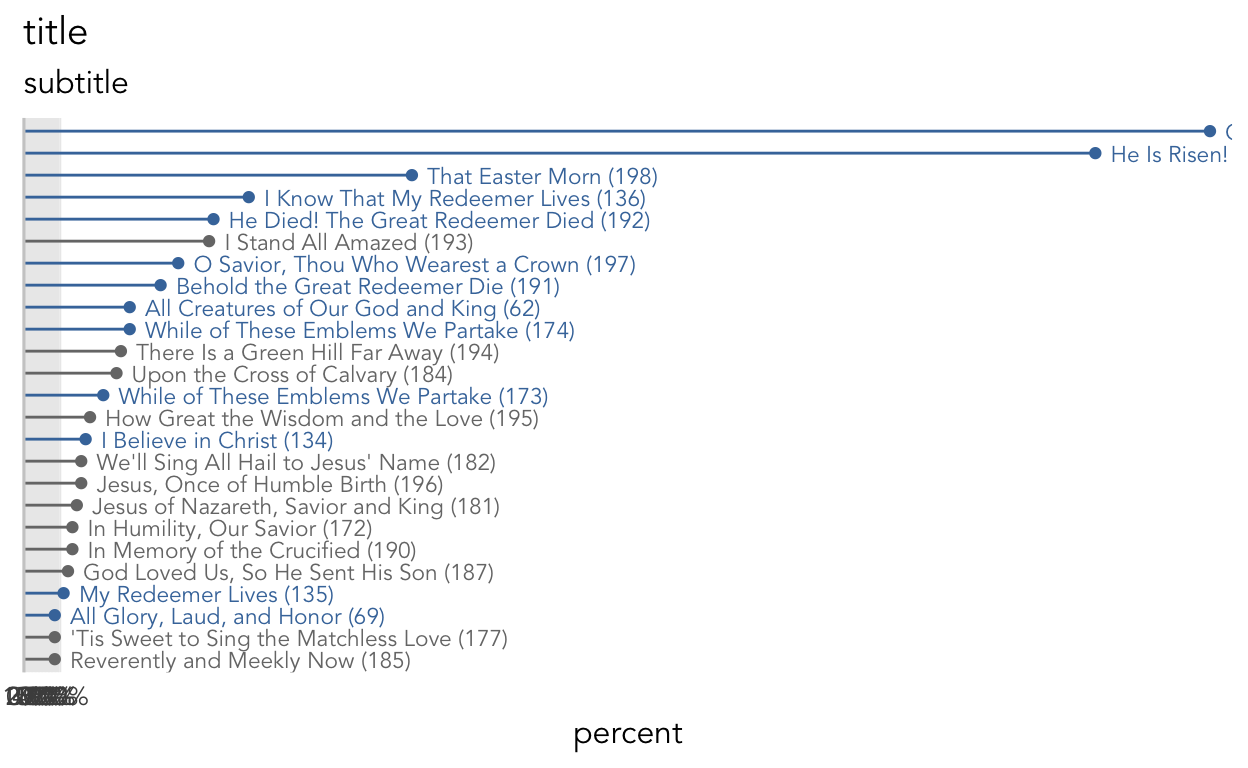 title
subtitle
He Is Risen!
That Easter Morn (198)
I Know That My Redeemer Lives (136)
He Died! The Great Redeemer Died (192)
I Stand All Amazed (193)
O Savior, Thou Who Wearest a Crown (197)
Behold the Great Redeemer Die (191)
All Creatures of Our God and King (62)
While of These Emblems We Partake (174)
There Is a Green Hill Far Away (194)
Upon the Cross of Calvary (184)
While of These Emblems We Partake (173)
How Great the Wisdom and the Love (195)
I Believe in Christ (134)
We'll Sing All Hail to Jesus' Name (182)
Jesus, Once of Humble Birth (196)
Jesus of Nazareth, Savior and King (181)
In Humility, Our Savior (172)
In Memory of the Crucified (190)
God Loved Us, So He Sent His Son (187)
My Redeemer Lives (135)
All Glory, Laud, and Honor (69)
'Tis Sweet to Sing the Matchless Love (177)
Reverently and Meekly Now (185)
percent